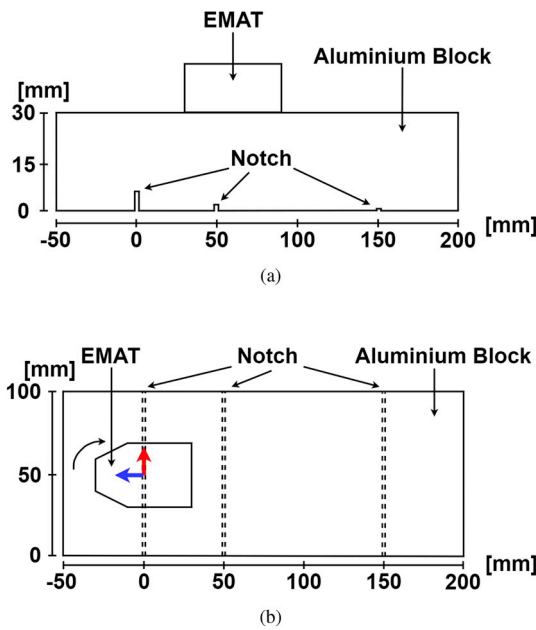 EMAT
Aluminium Block
[mm]
30
Notch
15
0
-50 0 50 100 150 200 [mm]
(a)
EMAT Notch Aluminium Block
[mm]
100
50
0
-50 0 50 100 150 200 [mm]
(b)